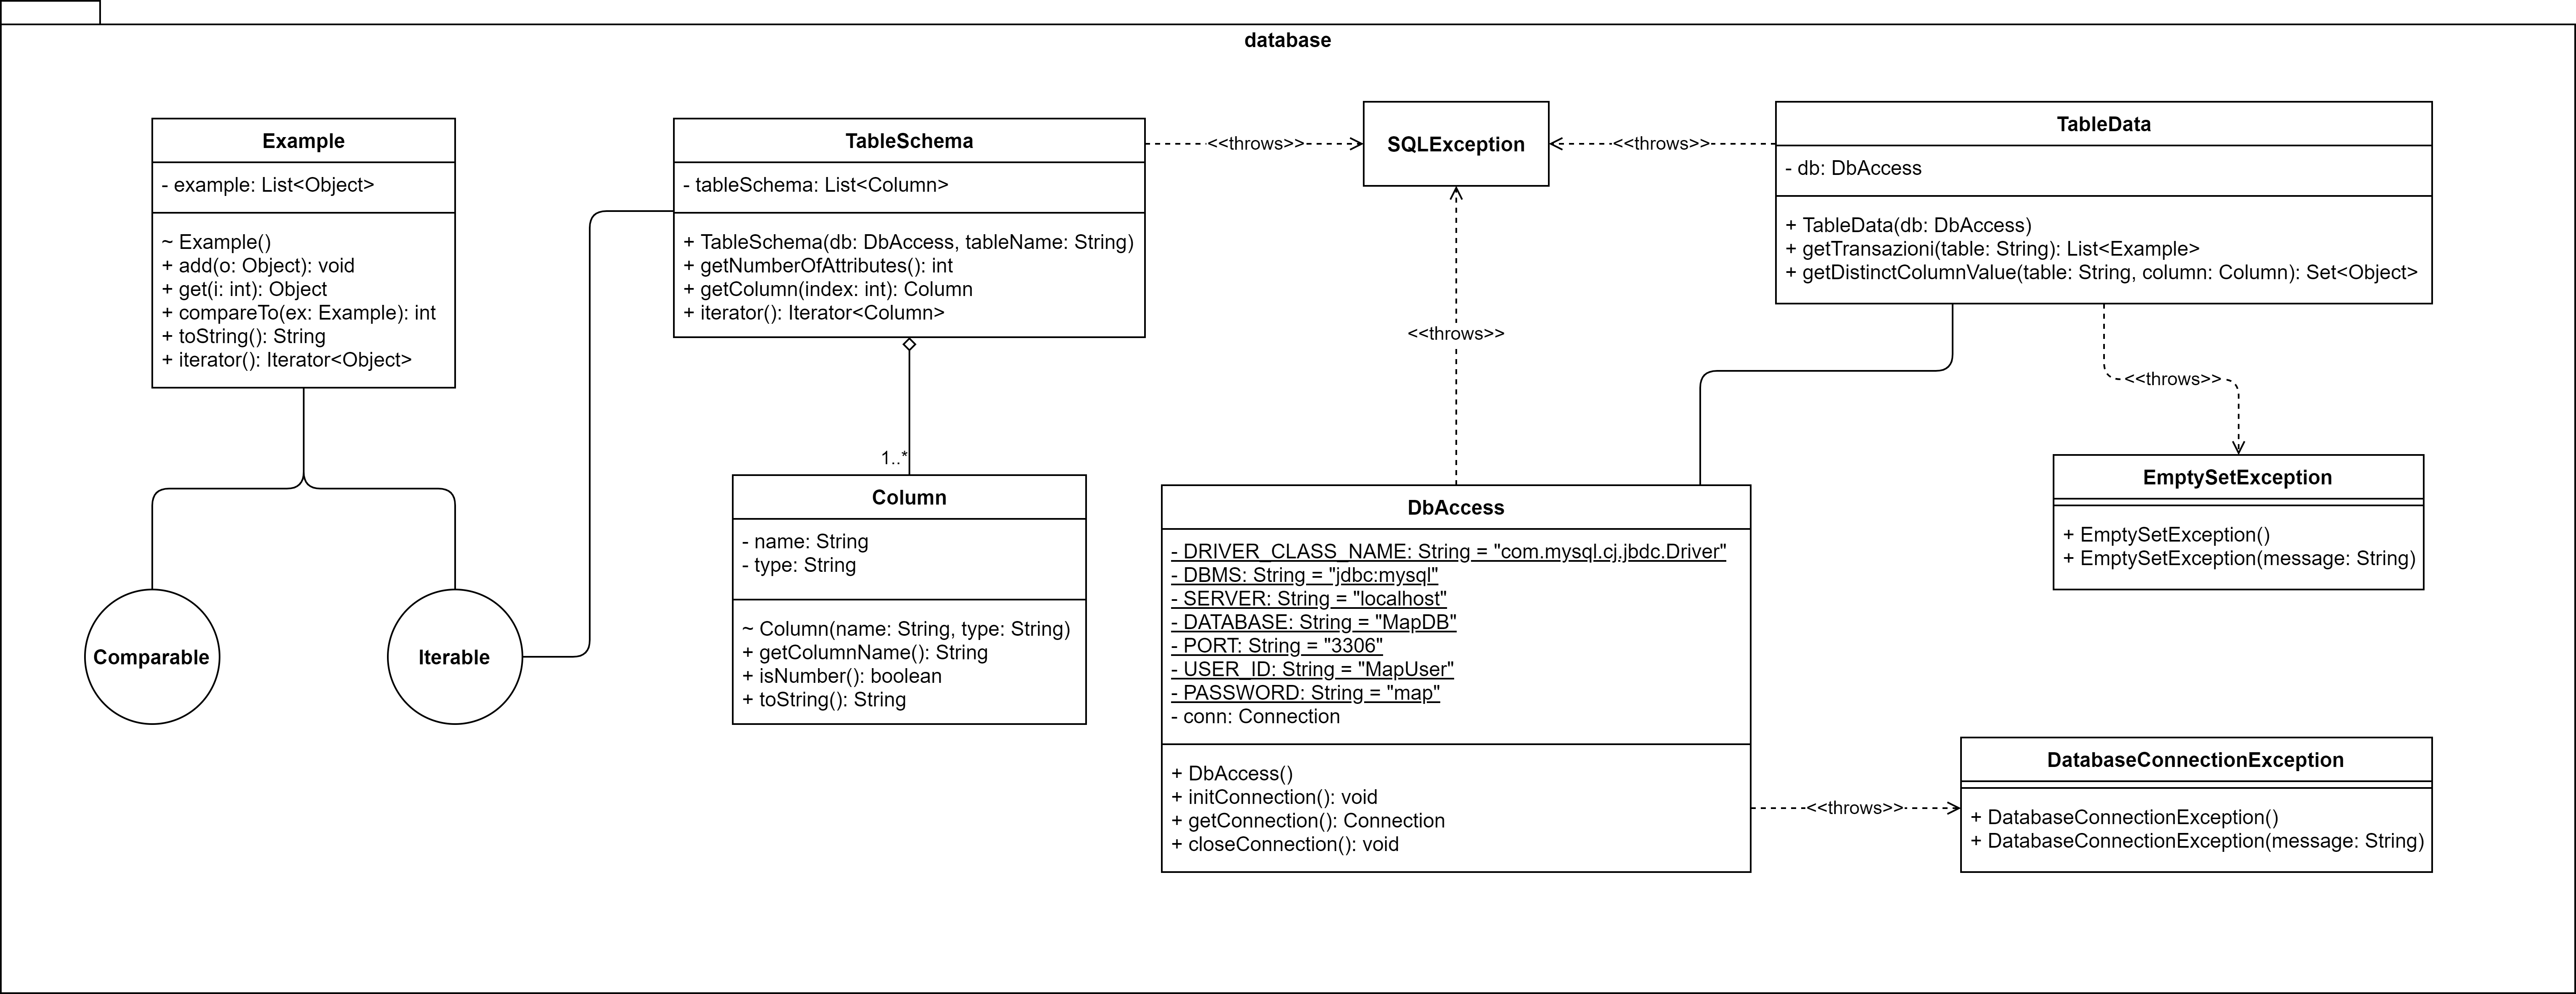 database
Example
- example: List<Object>
~ Example()
+ add(o: Object): void
+ get(i: int): Object
+ compareTo(ex: Example): int
+ toString(): String
+ iterator(): Iterator<Object>
Comparable
Iterable
TableSchema
- tableSchema: List<Column>
+ TableSchema(db: DbAccess, tableName: String)
+ getNumberOfAttributes(): int
+ getColumn(index: int): Column
+ iterator(): Iterator<Column>
1..*
Column
- name: String
- type: String
~ Column(name: String, type: String)
+ getColumnName(): String
+ isNumber(): boolean
+ toString(): String
<<throws>>
SQLException
<<throws>>
<<throws>>
TableData
- db: DbAccess
+ TableData(db: DbAccess)
+ getTransazioni(table: String): List<Example>
+ getDistinctColumnValue(table: String, column: Column): Set<Object>
<<throws>>
EmptySetException
+ EmptySetException()
+ EmptySetException(message: String)
DbAccess
- DRIVER_CLASS_NAME: String = "com.mysql.cj.jbdc.Driver"
- DBMS: String = "jdbc:mysql"
- SERVER: String = "localhost"
- DATABASE: String = "MapDB"
- PORT: String = "3306"
- USER_ID: String = "MapUser"
- PASSWORD: String = "map"
- conn: Connection
+ DbAccess()
+ initConnection(): void
+ getConnection(): Connection
+ closeConnection(): void
<<throws>>
DatabaseConnectionException
+ DatabaseConnectionException()
+ DatabaseConnectionException(message: String)